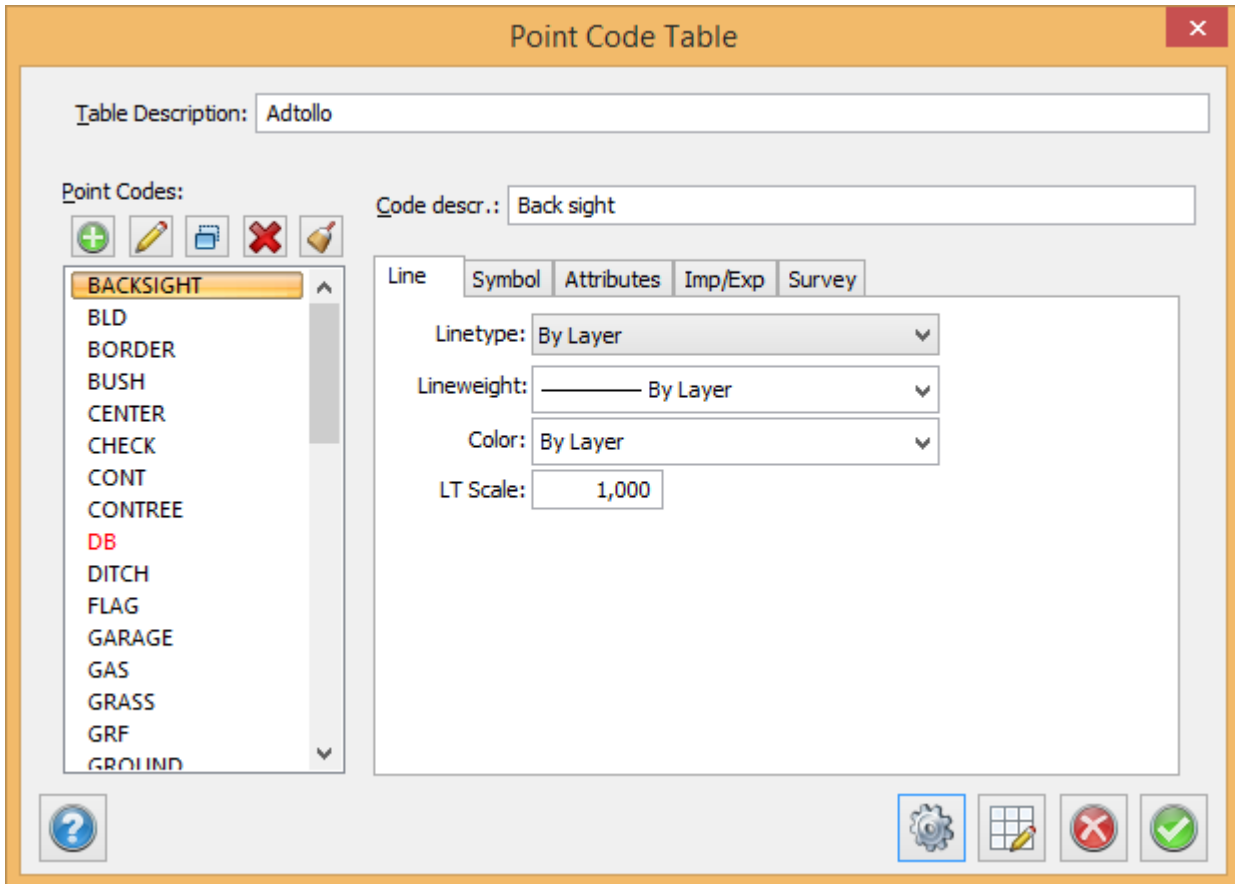 Point Code Table
Table Description: Adtollo
Point Codes:
Code descr.: Back sight
BACKSIGHT
BLD
BORDER
BUSH
CENTER
CHECK
CONT
CONTREE
DB
DITCH
FLAG
GARAGE
GAS
GRASS
GRF
GROUND
Line Symbol Attributes Imp/Exp Survey
Linetype: By Layer
Lineweight: By Layer
Color: By Layer
LT Scale: 1,000